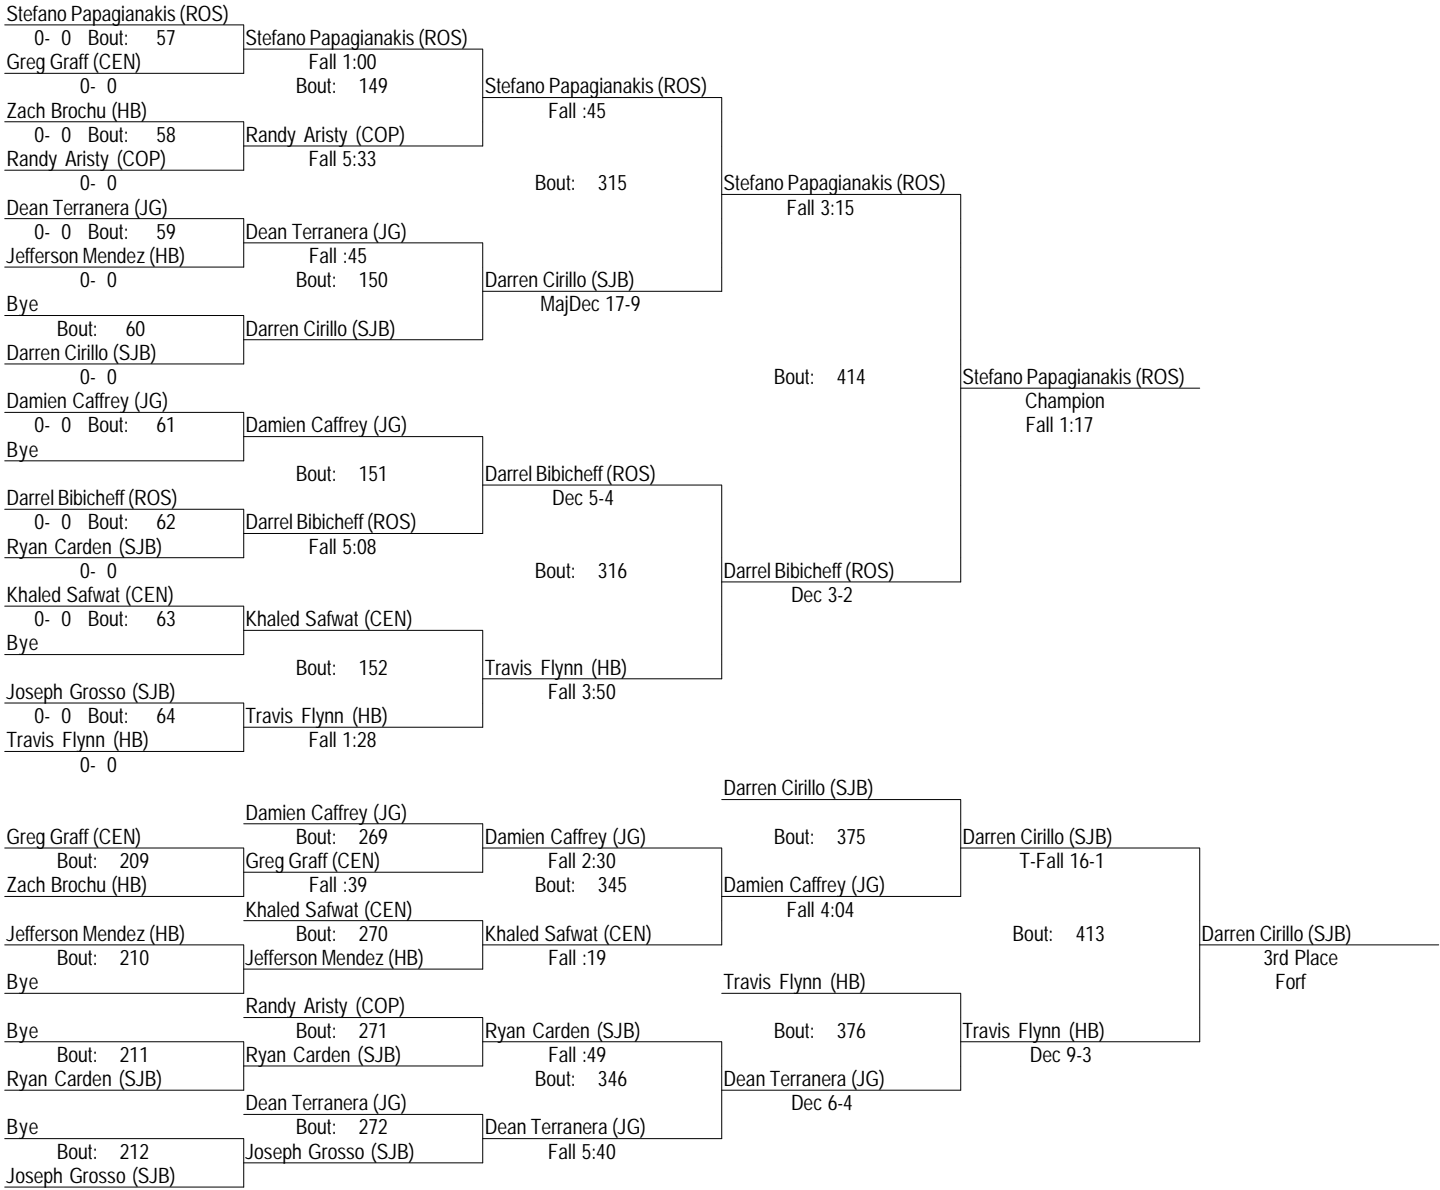 Stefano Papagianakis (ROS)
0- 0 Bout: 57
Greg Graff (CEN)
0- 0
Zach Brochu (HB)
0- 0 Bout: 58
Randy Aristy (COP)
0- 0
Dean Terranera (JG)
0- 0 Bout: 59
Jefferson Mendez (HB)
0- 0
Bye
Bout: 60
Darren Cirillo (SJB)
0- 0
Damien Caffrey (JG)
0- 0 Bout: 61
Bye
Darrel Bibicheff (ROS)
0- 0 Bout: 62
Ryan Carden (SJB)
0- 0
Khaled Safwat (CEN)
0- 0 Bout: 63
Bye
Joseph Grosso (SJB)
0- 0 Bout: 64
Travis Flynn (HB)
0- 0
Stefano Papagianakis (ROS)
Fall 1:00
Bout: 149
Randy Aristy (COP)
Fall 5:33
Dean Terranera (JG)
Fall :45
Bout: 150
Darren Cirillo (SJB)
Damien Caffrey (JG)
Bout: 151
Darrel Bibicheff (ROS)
Fall 5:08
Khaled Safwat (CEN)
Bout: 152
Travis Flynn (HB)
Fall 1:28
Stefano Papagianakis (ROS)
Fall :45
Bout: 315
Darren Cirillo (SJB)
MajDec 17-9
Darrel Bibicheff (ROS)
Dec 5-4
Bout: 316
Travis Flynn (HB)
Fall 3:50
Stefano Papagianakis (ROS)
Fall 3:15
Bout: 414
Darrel Bibicheff (ROS)
Dec 3-2
Stefano Papagianakis (ROS)
Champion
Fall 1:17
Greg Graff (CEN)
Bout: 209
Zach Brochu (HB)
Jefferson Mendez (HB)
Bout: 210
Bye
Bye
Bout: 211
Ryan Carden (SJB)
Bye
Bout: 212
Joseph Grosso (SJB)
Damien Caffrey (JG)
Bout: 269
Greg Graff (CEN)
Fall :39
Khaled Safwat (CEN)
Bout: 270
Jefferson Mendez (HB)
Randy Aristy (COP)
Bout: 271
Ryan Carden (SJB)
Dean Terranera (JG)
Bout: 272
Joseph Grosso (SJB)
Damien Caffrey (JG)
Fall 2:30
Bout: 345
Khaled Safwat (CEN)
Fall :19
Ryan Carden (SJB)
Fall :49
Bout: 346
Dean Terranera (JG)
Fall 5:40
Darren Cirillo (SJB)
Bout: 375
Damien Caffrey (JG)
Fall 4:04
Travis Flynn (HB)
Bout: 376
Dean Terranera (JG)
Dec 6-4
Darren Cirillo (SJB)
T-Fall 16-1
Bout: 413
Travis Flynn (HB)
Dec 9-3
Darren Cirillo (SJB)
3rd Place
Forf